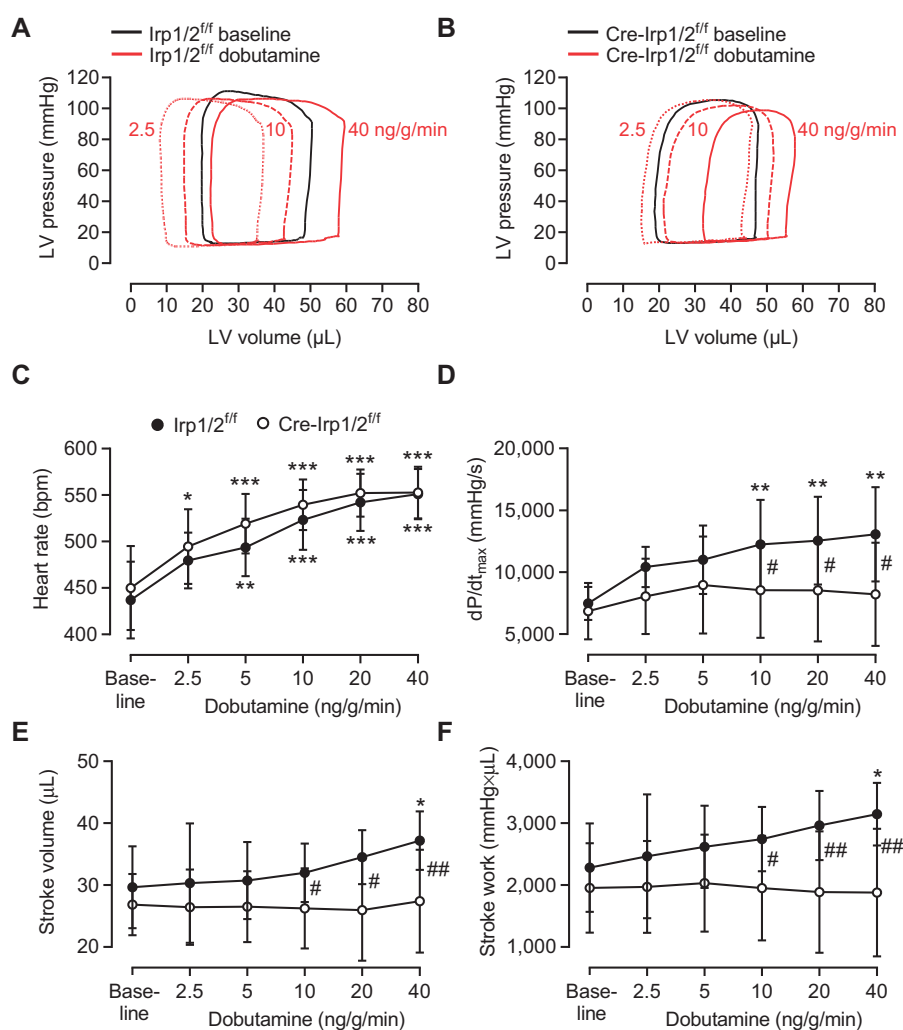 A
Irp1/2f/f baseline
Irp1/2f/f dobutamine
LV pressure (mmHg)
120
100
80
60
40
20
0
2.5
10
40 ng/g/min
0 10 20 30 40 50 60 70 80
LV volume (µL)
B
Cre-Irp1/2f/f baseline
Cre-Irp1/2f/f dobutamine
LV pressure (mmHg)
120
100
80
60
40
20
0
2.5
10
40 ng/g/min
0 10 20 30 40 50 60 70 80
LV volume (µL)
C
Irp1/2f/f Cre-Irp1/2f/f
Heart rate (bpm)
600
550
500
450
400
* *** *** *** ***
** *** *** ***
Base- 2.5 5 10 20 40
line
Dobutamine (ng/g/min)
D
dP/dtmax (mmHg/s)
20,000
15,000
10,000
5,000
** ** **
# # #
Base- 2.5 5 10 20 40
line
Dobutamine (ng/g/min)
E
Stroke volume (µL)
50
40
30
20
*
# # ##
Base- 2.5 5 10 20 40
line
Dobutamine (ng/g/min)
F
Stroke work (mmHg×µL)
4,000
3,000
2,000
1,000
*
# ## ##
Base- 2.5 5 10 20 40
line
Dobutamine (ng/g/min)